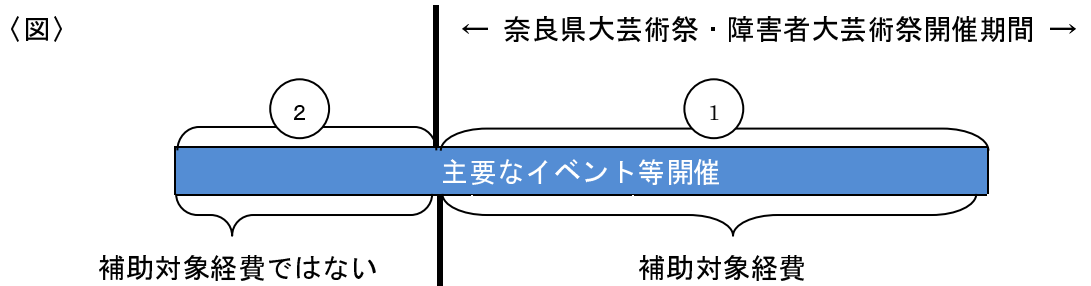 〈図〉
← 奈良県大芸術祭・障害者大芸術祭開催期間 →
2
1
主要なイベント等開催
補助対象経費ではない
補助対象経費